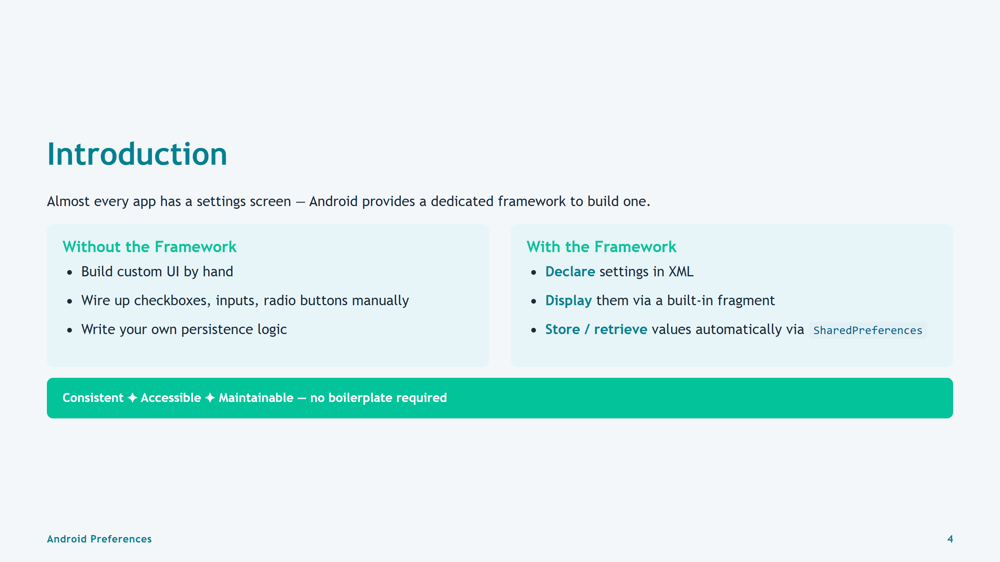 Introduction
Almost every app has a settings screen — Android provides a dedicated framework to build one.
Without the Framework
• Build custom UI by hand
• Wire up checkboxes, inputs, radio buttons manually
• Write your own persistence logic
With the Framework
• Declare settings in XML
• Display them via a built-in fragment
• Store / retrieve values automatically via SharedPreferences
Consistent ✦ Accessible ✦ Maintainable — no boilerplate required
Android Preferences
4